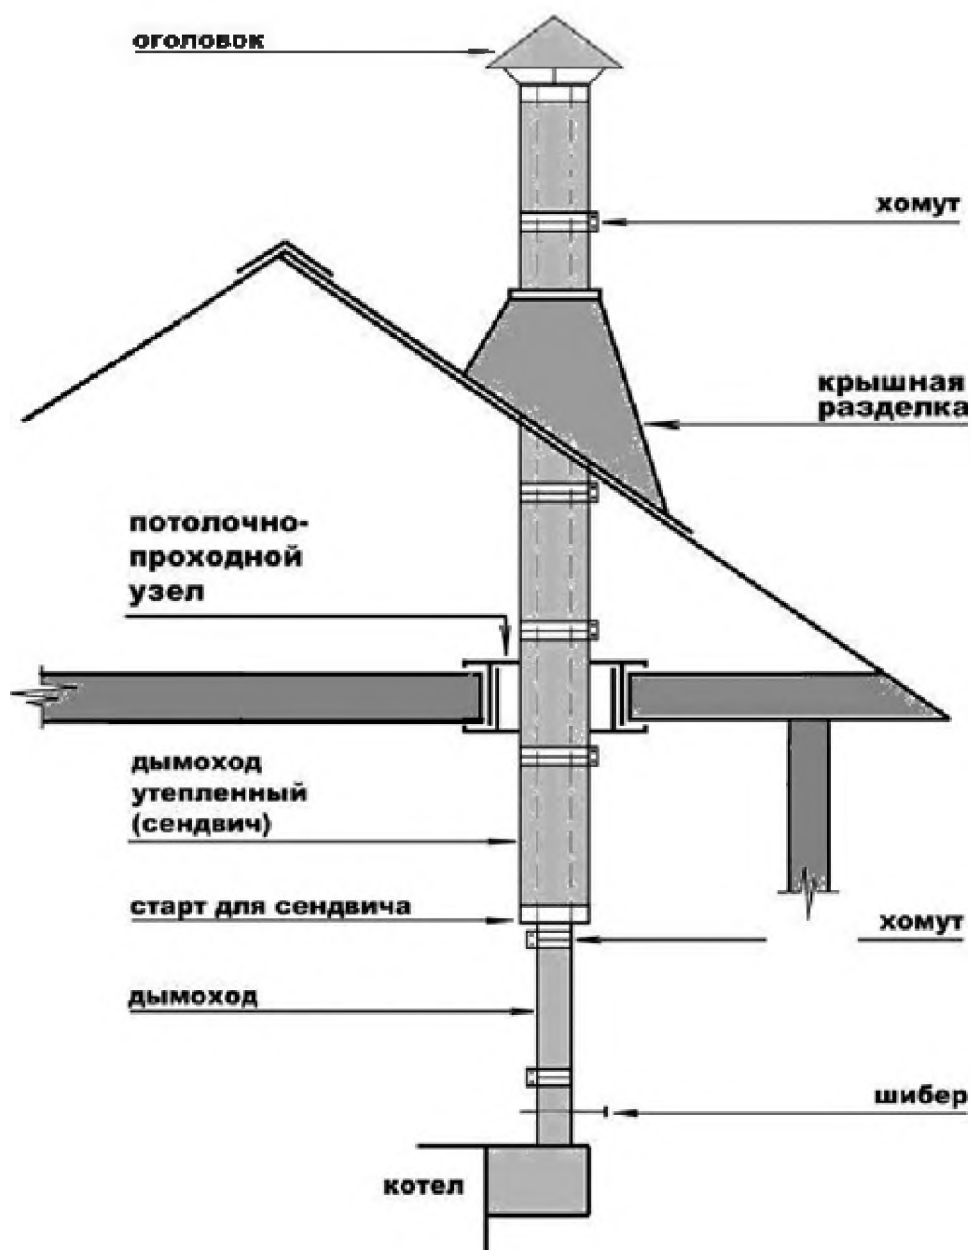 оголовок
хомут
крышная
разделка
потолочно-
проходной
узел
дымоход
утепленный
(сендвич)
старт для сендвича
хомут
дымоход
шибер
котел